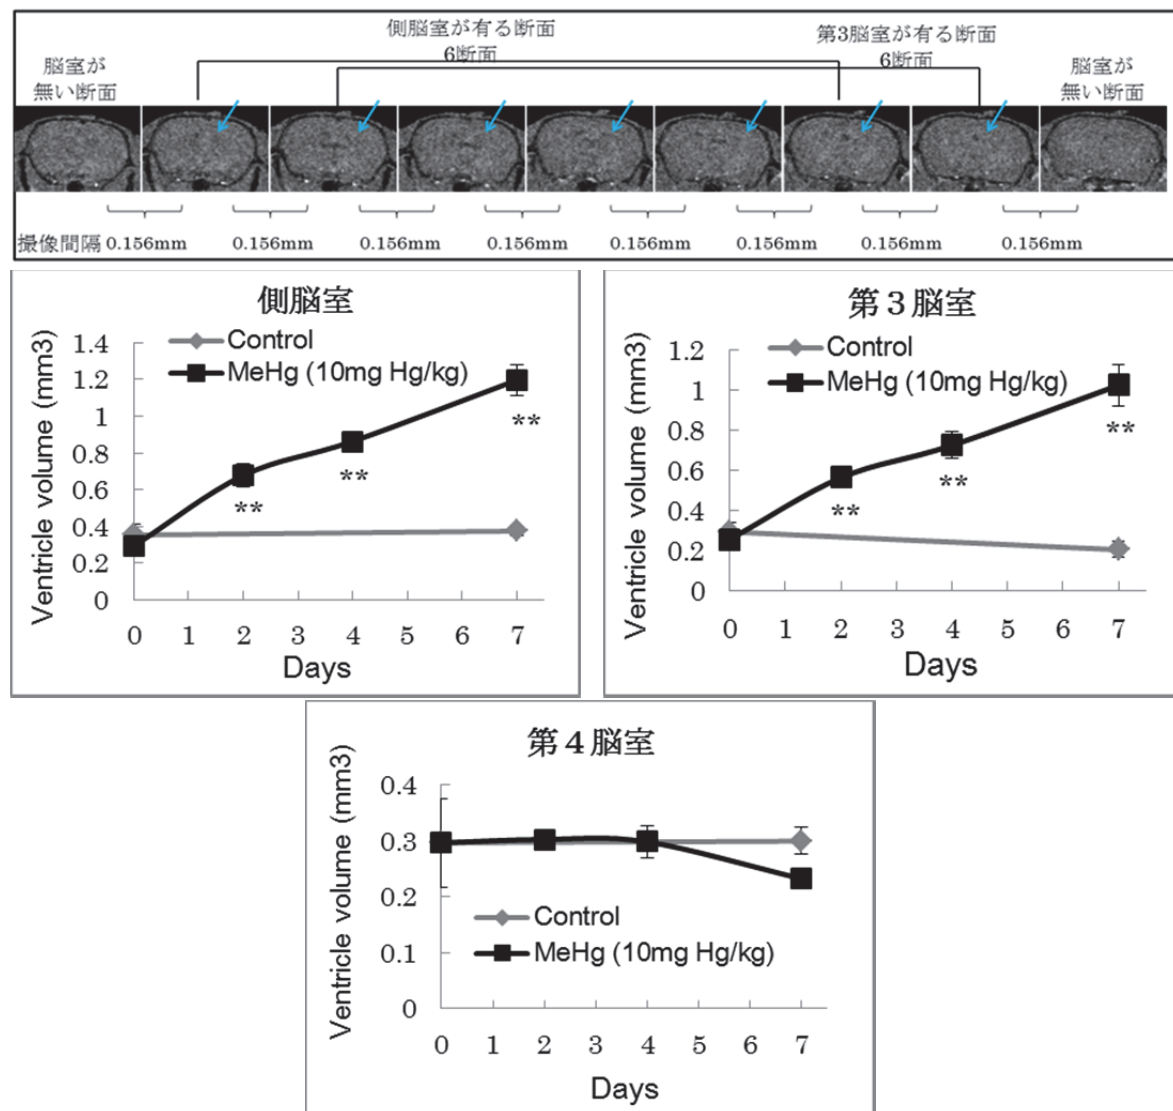 側脳室が有る断面
6断面
第3脳室が有る断面
6断面
脳室が
無い断面
脳室が
無い断面
撮像間隔 0.156mm 0.156mm 0.156mm 0.156mm 0.156mm 0.156mm 0.156mm 0.156mm
側脳室
Control
MeHg (10mg Hg/kg)
Ventricle volume (mm3)
1.4
1.2
1
0.8
0.6
0.4
0.2
0
**
**
**
0 1 2 3 4 5 6 7
Days
第３脳室
Control
MeHg (10mg Hg/kg)
Ventricle volume (mm3)
1.2
1
0.8
0.6
0.4
0.2
0
**
**
**
0 1 2 3 4 5 6 7
Days
第４脳室
Ventricle volume (mm3)
0.4
0.3
0.2
0.1
0
Control
MeHg (10mg Hg/kg)
0 1 2 3 4 5 6 7
Days